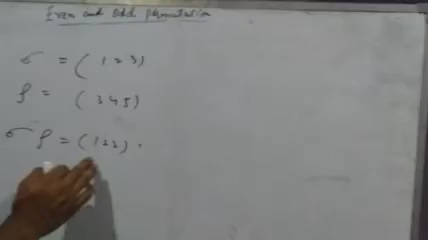 Even and odd permutation
σ = ( 1 2 3)
ρ = ( 3 4 5)
σ ρ = (1 2 3) .